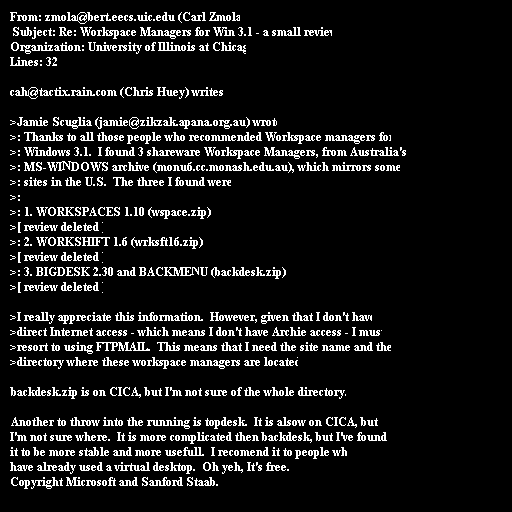 From: zmola@bert.eecs.uic.edu (Carl Zmola
Subject: Re: Workspace Managers for Win 3.1 - a small review
Organization: University of Illinois at Chicag
Lines: 32
cah@tactix.rain.com (Chris Huey) writes
>Jamie Scuglia (jamie@zikzak.apana.org.au) wrot
>: Thanks to all those people who recommended Workspace managers for
>: Windows 3.1.  I found 3 shareware Workspace Managers, from Australia's
>: MS-WINDOWS archive (monu6.cc.monash.edu.au), which mirrors some
>: sites in the U.S.  The three I found were
>:
>: 1. WORKSPACES 1.10 (wspace.zip)
>[ review deleted ]
>: 2. WORKSHIFT 1.6 (wrksft16.zip)
>[ review deleted ]
>: 3. BIGDESK 2.30 and BACKMENU (backdesk.zip)
>[ review deleted ]
>I really appreciate this information.  However, given that I don't have
>direct Internet access - which means I don't have Archie access - I mus
>resort to using FTPMAIL.  This means that I need the site name and the
>directory where these workspace managers are located
backdesk.zip is on CICA, but I'm not sure of the whole directory.
Another to throw into the running is topdesk.  It is alsow on CICA, but
I'm not sure where.  It is more complicated then backdesk, but I've found
it to be more stable and more usefull.  I recomend it to people wh
have already used a virtual desktop.  Oh yeh, It's free.
Copyright Microsoft and Sanford Staab.